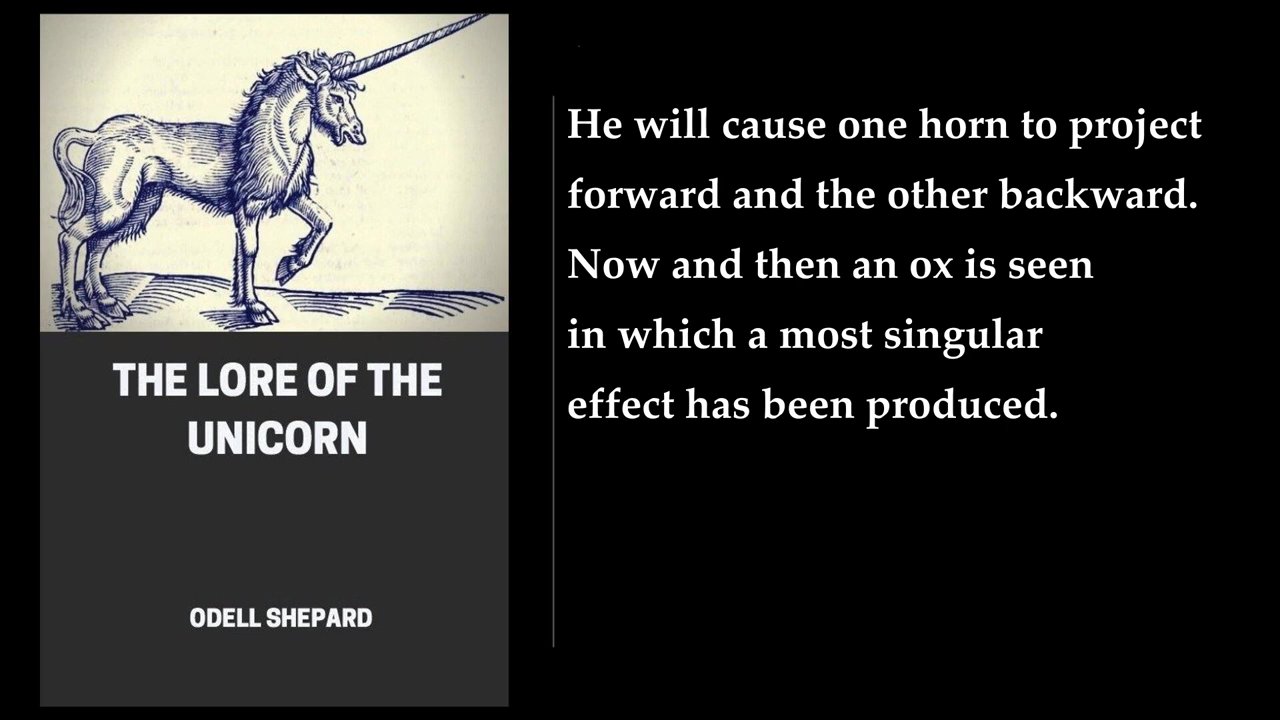 THE LORE OF THE
UNICORN
ODELL SHEPARD
He will cause one horn to project
forward and the other backward.
Now and then an ox is seen
in which a most singular
effect has been produced.